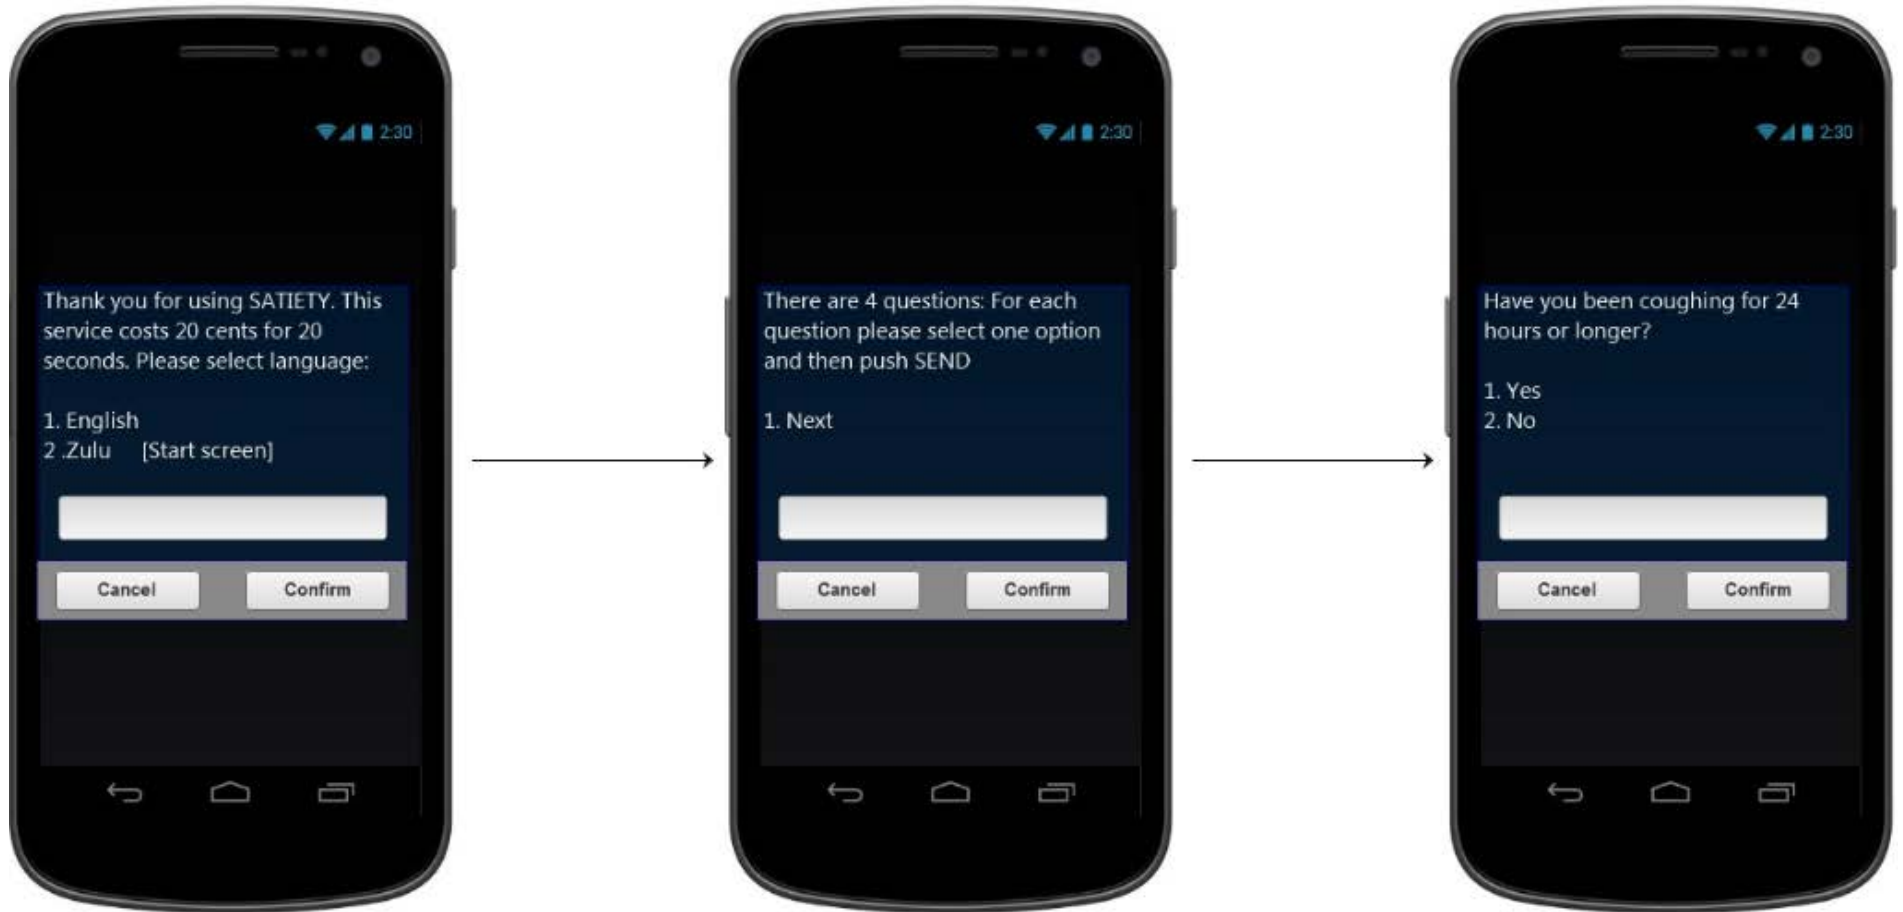 2:30
Thank you for using SATIETY. This
service costs 20 cents for 20
seconds. Please select language:
1. English
2 .Zulu [Start screen]
Cancel Confirm
2:30
There are 4 questions: For each
question please select one option
and then push SEND
1. Next
Cancel Confirm
2:30
Have you been coughing for 24
hours or longer?
1. Yes
2. No
Cancel Confirm